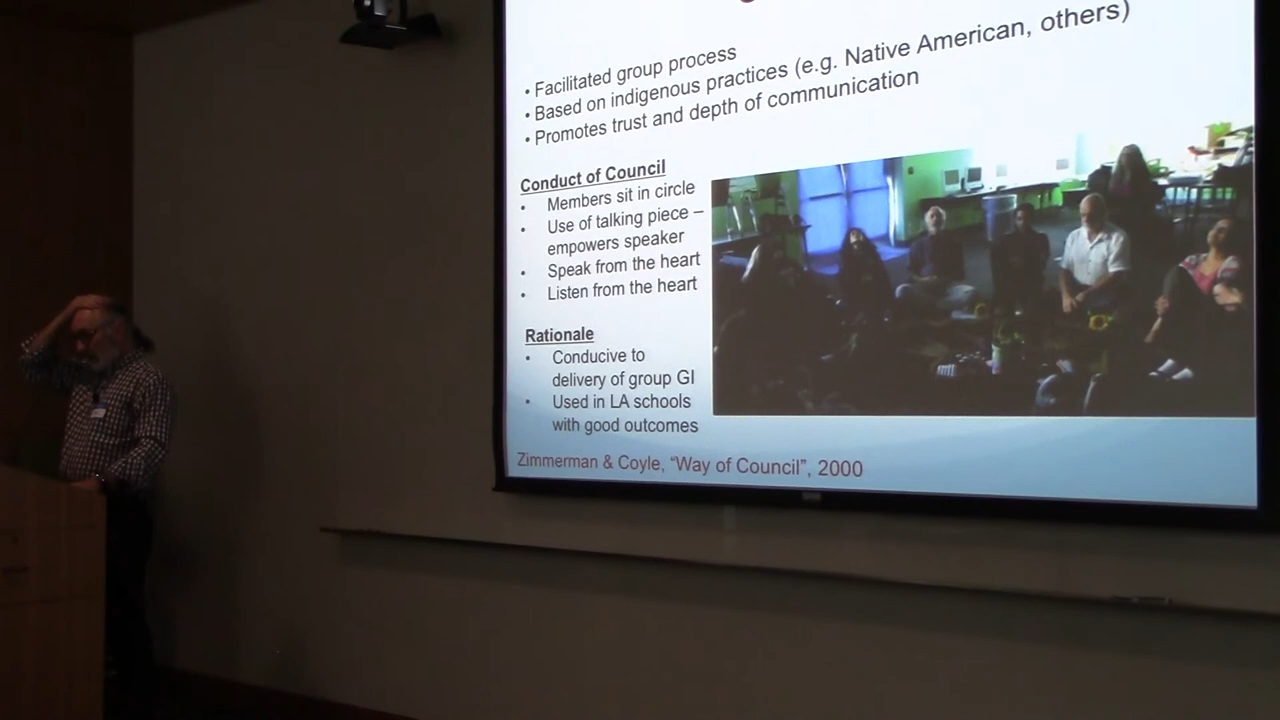 • Facilitated group process
• Based on indigenous practices (e.g. Native American, others)
• Promotes trust and depth of communication
Conduct of Council
• Members sit in circle
• Use of talking piece –
empowers speaker
• Speak from the heart
• Listen from the heart
Rationale
• Conducive to
delivery of group GI
• Used in LA schools
with good outcomes
Zimmerman & Coyle, “Way of Council”, 2000